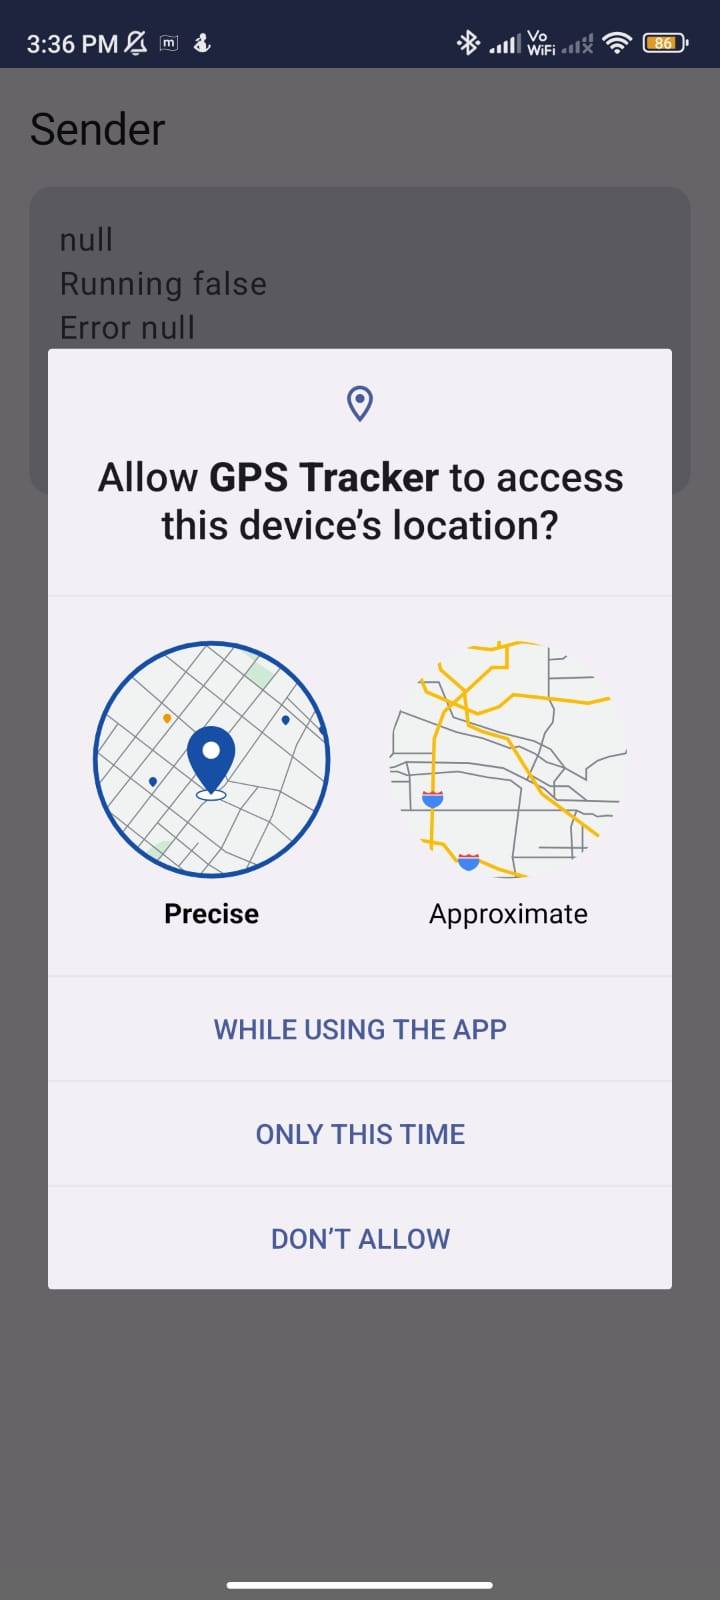 3:36 PM
Vo
WiFi
86
Sender
null
Running false
Error null
Allow GPS Tracker to access
this device’s location?
Precise
Approximate
WHILE USING THE APP
ONLY THIS TIME
DON’T ALLOW